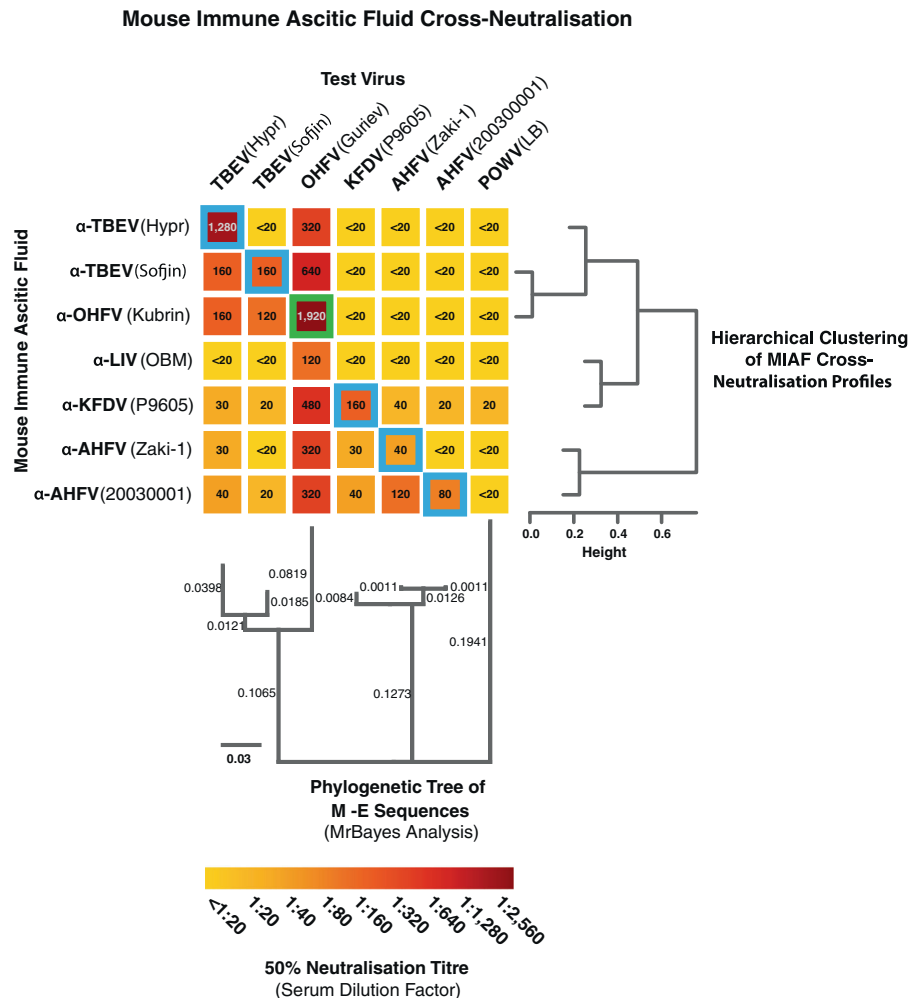 Mouse Immune Ascitic Fluid Cross-Neutralisation
Test Virus
TBEV(Hypr)
TBEV(Sofjin)
OHFV(Guriev)
KFDV(P9605)
AHFV(Zaki-1)
AHFV(200300001)
POWV(LB)
Mouse Immune Ascitic Fluid
α-TBEV(Hypr) 1,280 <20 320 <20 <20 <20 <20
α-TBEV(Sofjin) 160 160 640 <20 <20 <20 <20
α-OHFV (Kubrin) 160 120 1,920 <20 <20 <20 <20
α-LIV (OBM) <20 <20 120 <20 <20 <20 <20
α-KFDV(P9605) 30 20 480 160 40 20 20
α-AHFV(Zaki-1) 30 <20 320 30 40 <20 <20
α-AHFV(20030001) 40 20 320 40 120 80 <20
Hierarchical Clustering
of MIAF Cross-
Neutralisation Profiles
0.0 0.2 0.4 0.6
Height
0.0398
0.0819
0.0185
0.0121
0.0084
0.0011
0.0011
0.0126
0.1941
0.1065
0.1273
0.03
Phylogenetic Tree of
M -E Sequences
(MrBayes Analysis)
<1:20
1:20
1:40
1:80
1:160
1:320
1:640
1:1,280
1:2,560
50% Neutralisation Titre
(Serum Dilution Factor)